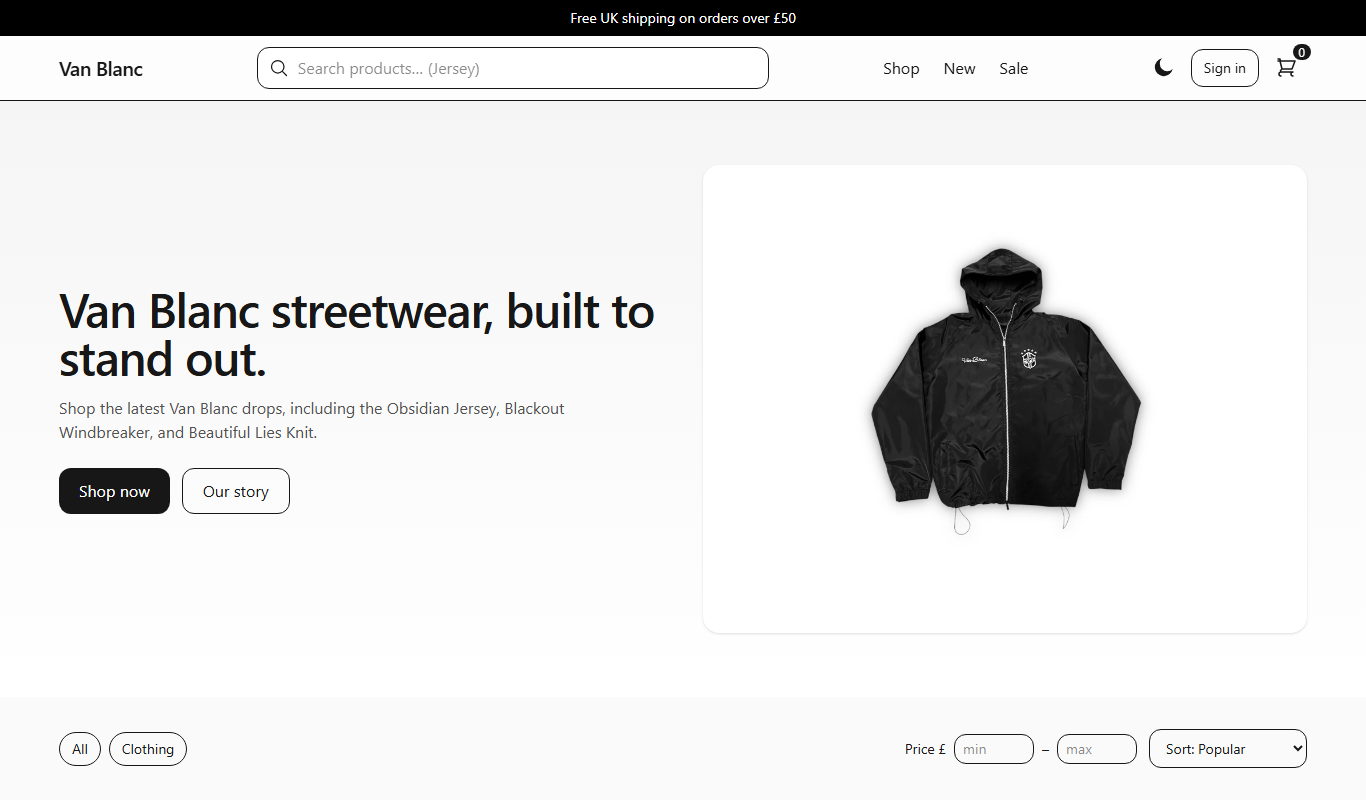 Free UK shipping on orders over £50
Van Blanc
Search products... (Jersey)
Shop
New
Sale
Sign in
0
Van Blanc streetwear, built to
stand out.
Shop the latest Van Blanc drops, including the Obsidian Jersey, Blackout
Windbreaker, and Beautiful Lies Knit.
Shop now
Our story
Van Blanc
All
Clothing
Price £
min
–
max
Sort: Popular